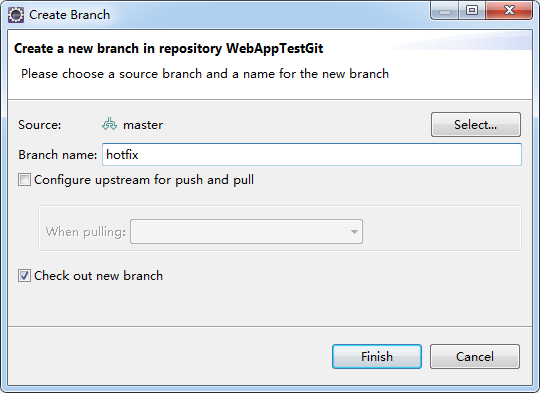 Create Branch
Create a new branch in repository WebAppTestGit
Please choose a source branch and a name for the new branch
Source: master Select...
Branch name: hotfix
Configure upstream for push and pull
When pulling:
Check out new branch
Finish Cancel